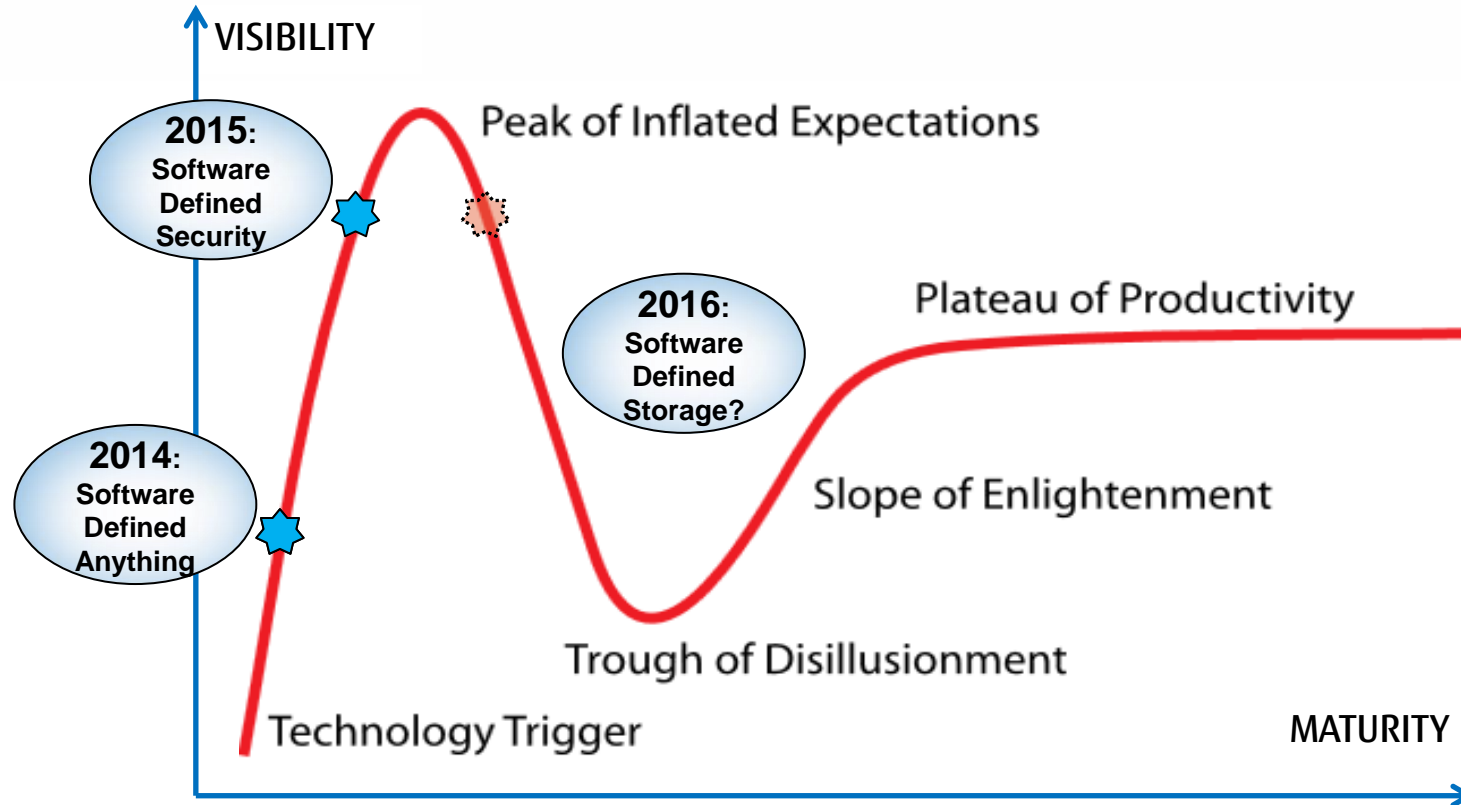 VISIBILITY
Peak of Inflated Expectations
2015:
Software
Defined
Security
2016:
Software
Defined
Storage?
Plateau of Productivity
2014:
Software
Defined
Anything
Slope of Enlightenment
Trough of Disillusionment
Technology Trigger
MATURITY